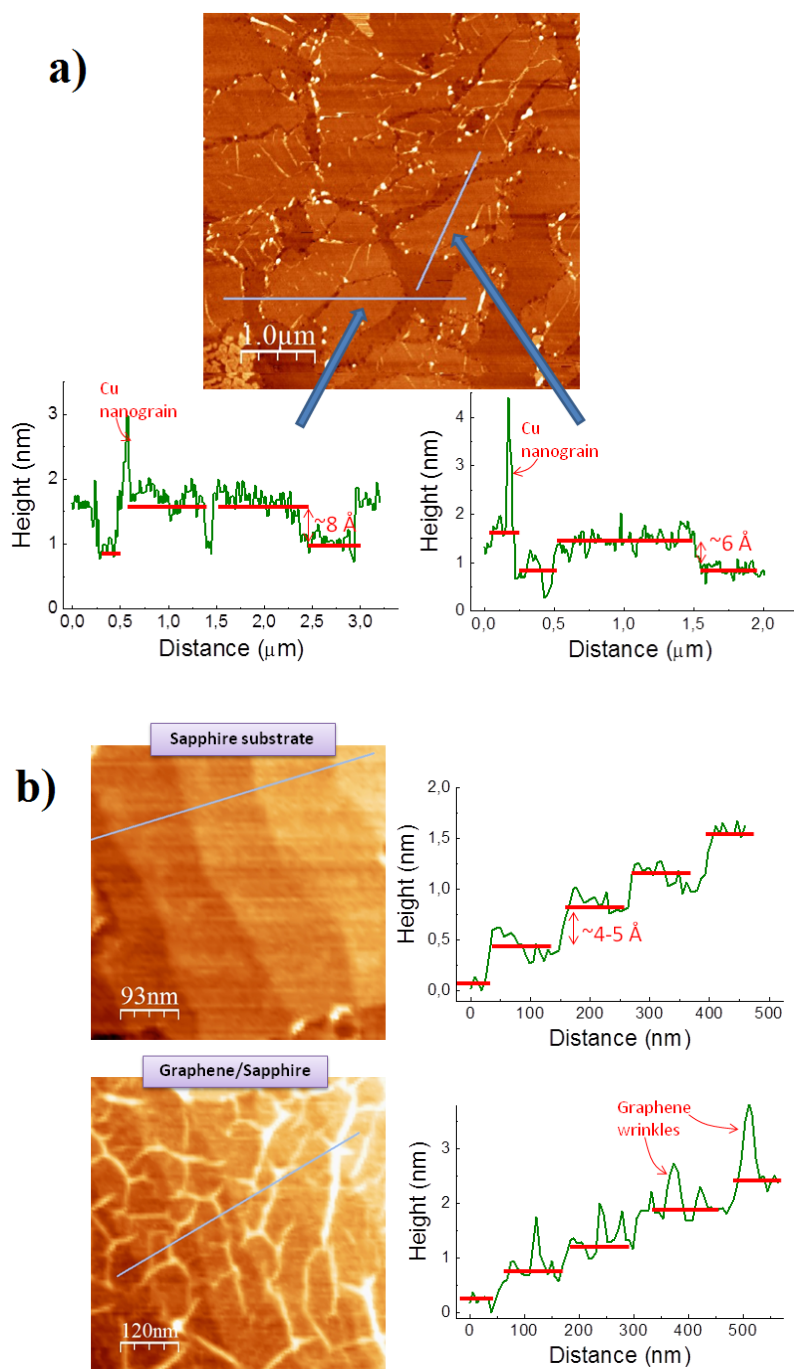 a)
1.0µm
Height (nm)
3
2
1
0
Cu
nanograin
~8 Å
0,0 0,5 1,0 1,5 2,0 2,5 3,0
Distance (µm)
Height (nm)
4
3
2
1
0
Cu
nanograin
~6 Å
0,0 0,5 1,0 1,5 2,0
Distance (µm)
b)
Sapphire substrate
93nm
Height (nm)
2,0
1,5
1,0
0,5
0,0
~4-5 Å
0 100 200 300 400 500
Distance (nm)
Graphene/Sapphire
120nm
Height (nm)
3
2
1
0
Graphene
wrinkles
0 100 200 300 400 500
Distance (nm)